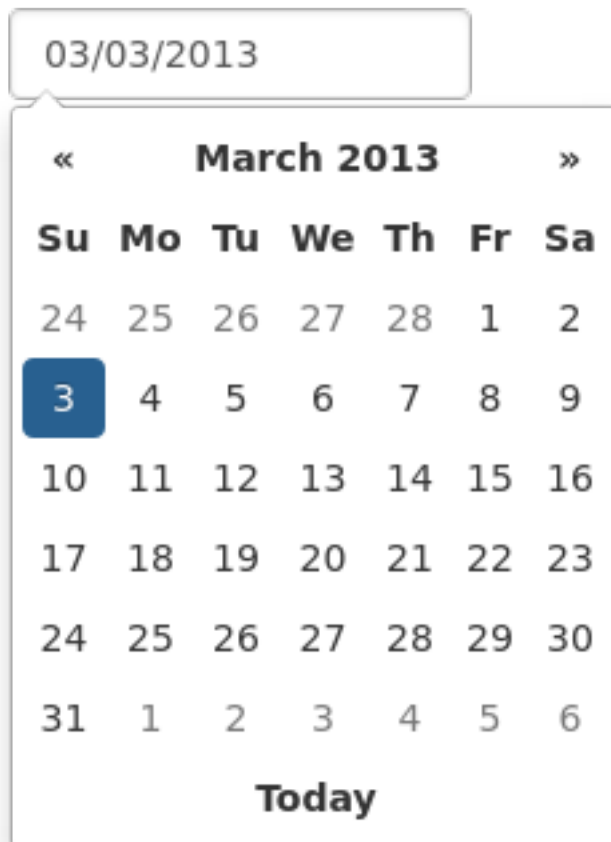 03/03/2013
« March 2013 »
Su Mo Tu We Th Fr Sa
24 25 26 27 28 1 2
3 4 5 6 7 8 9
10 11 12 13 14 15 16
17 18 19 20 21 22 23
24 25 26 27 28 29 30
31 1 2 3 4 5 6
Today